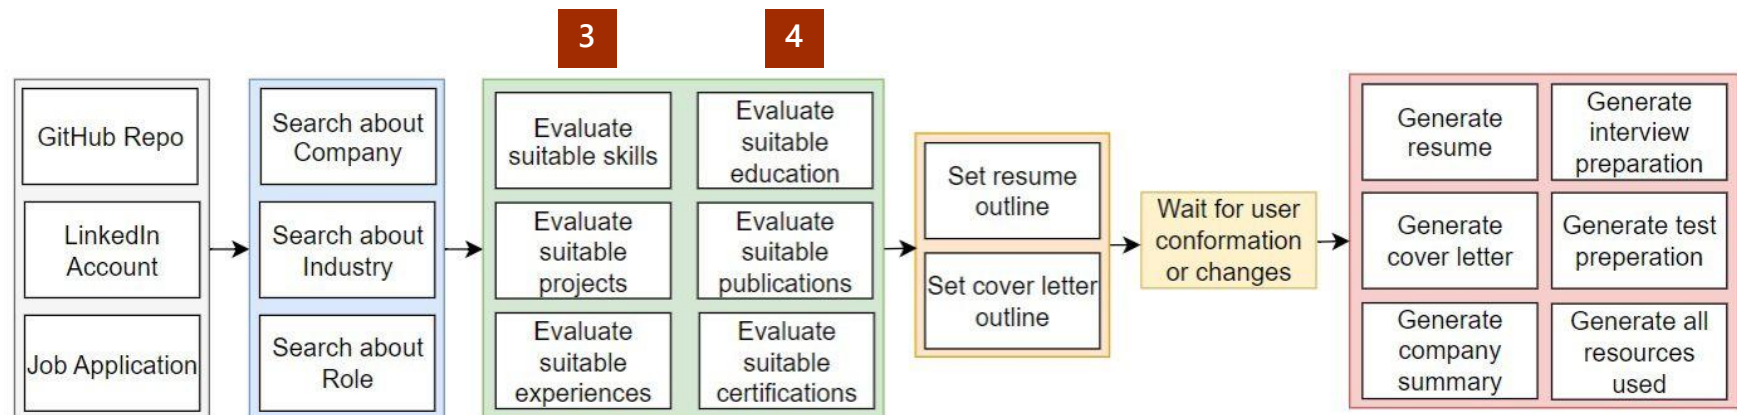 3
4
GitHub Repo
LinkedIn
Account
Job Application
Search about
Company
Search about
Industry
Search about
Role
Evaluate
suitable skills
Evaluate
suitable
projects
Evaluate
suitable
experiences
Evaluate
suitable
education
Evaluate
suitable
publications
Evaluate
suitable
certifications
Set resume
outline
Set cover letter
outline
Wait for user
conformation
or changes
Generate
resume
Generate
cover letter
Generate
company
summary
Generate
interview
preparation
Generate test
preperation
Generate all
resources
used